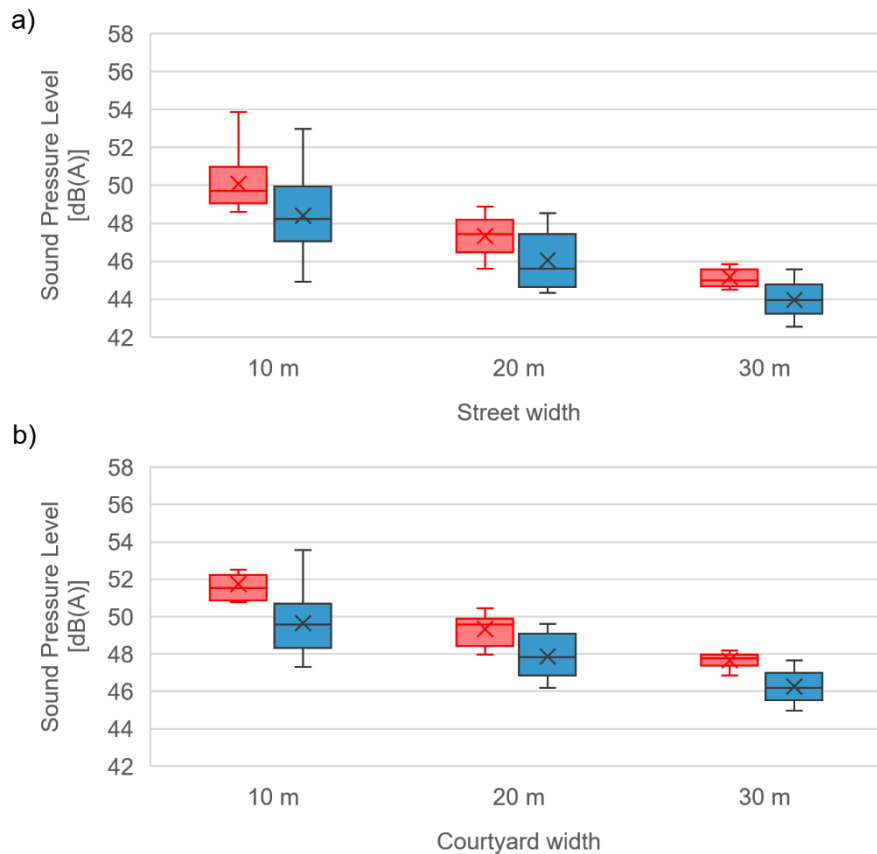 a)
Sound Pressure Level
[dB(A)]
58
56
54
52
50
48
46
44
42
10 m 20 m 30 m
Street width
b)
Sound Pressure Level
[dB(A)]
58
56
54
52
50
48
46
44
42
10 m 20 m 30 m
Courtyard width